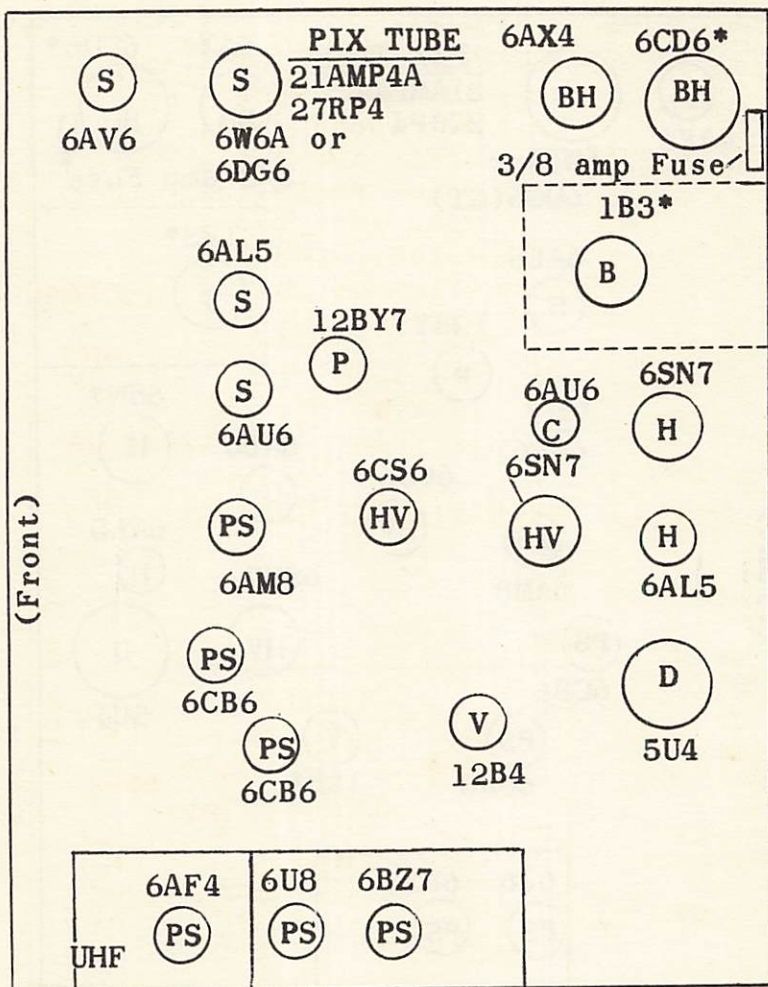 PIX TUBE
21AMP4A
27RP4
6AX4
6CD6*
S
S
BH
BH
6AV6
6W6A or
6DG6
3/8 amp Fuse
1B3*
B
6AL5
S
12BY7
P
S
6AU6
6AU6
C
6SN7
H
6CS6
HV
6SN7
HV
PS
6AM8
H
6AL5
(Front)
PS
6CB6
PS
6CB6
V
12B4
D
5U4
6AF4
6U8
6BZ7
PS
PS
PS
UHF